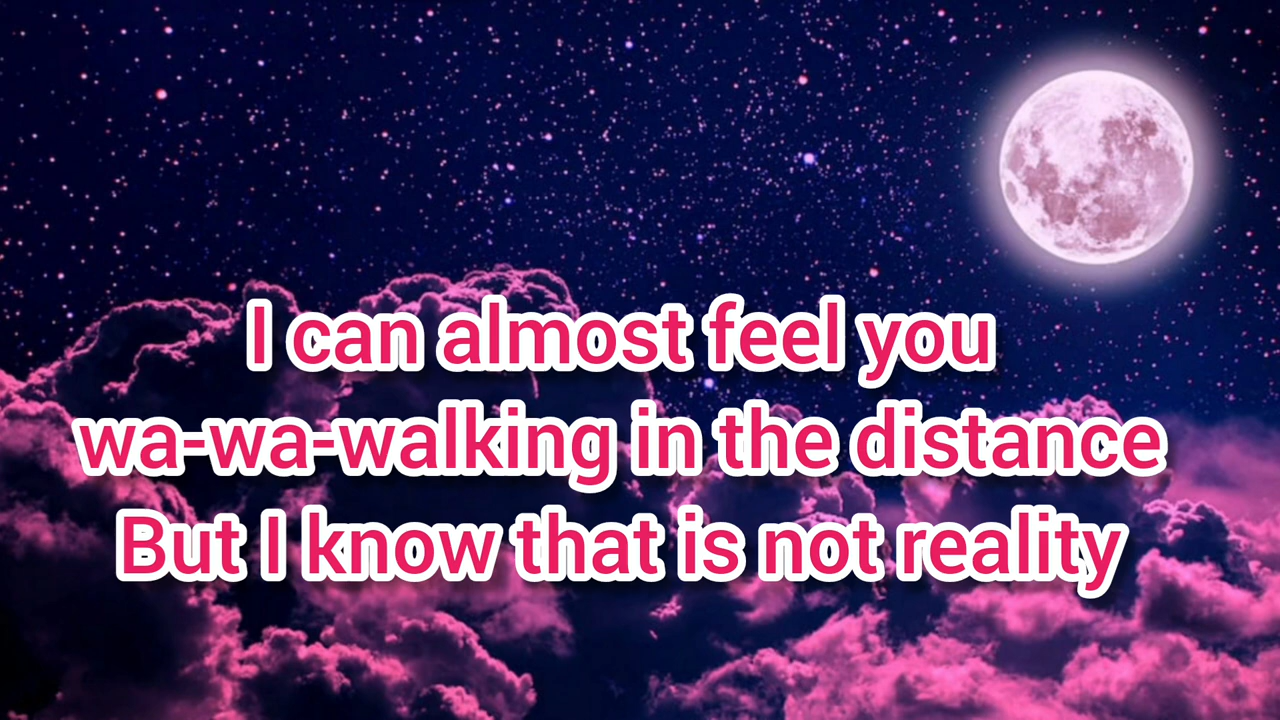 I can almost feel you
wa-wa-walking in the distance
But I know that is not reality